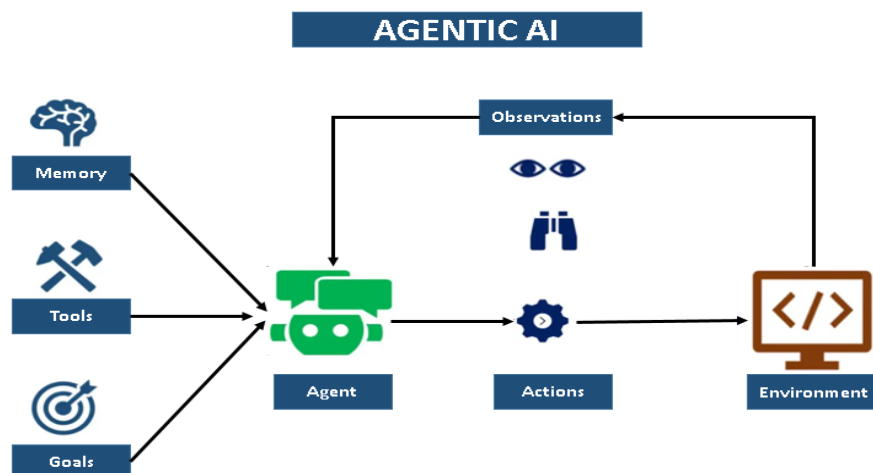 AGENTIC AI
Observations
Memory
Tools
</>
Agent
Actions
Environment
Goals